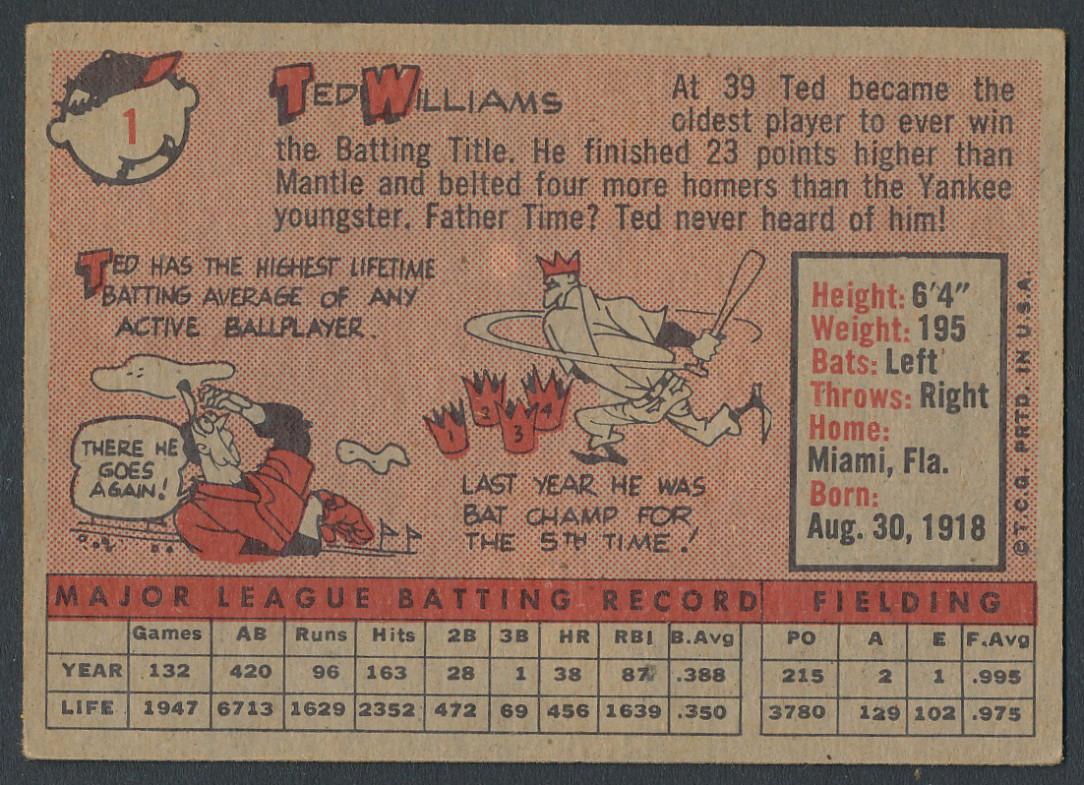 1
TED WILLIAMS
At 39 Ted became the
oldest player to ever win
the Batting Title. He finished 23 points higher than
Mantle and belted four more homers than the Yankee
youngster. Father Time? Ted never heard of him!
TED HAS THE HIGHEST LIFETIME
BATTING AVERAGE OF ANY
ACTIVE BALLPLAYER.
THERE HE
GOES
AGAIN!
1
2
3
4
LAST YEAR HE WAS
BAT CHAMP FOR
THE 5TH TIME!
Height: 6'4"
Weight: 195
Bats: Left
Throws: Right
Home:
Miami, Fla.
Born:
Aug. 30, 1918
©T.C.G. PRTD. IN U.S.A.
MAJOR LEAGUE BATTING RECORD FIELDING
Games AB Runs Hits 2B 3B HR RBI B.Avg PO A E F.Avg
YEAR 132 420 96 163 28 1 38 87 .388 215 2 1 .995
LIFE 1947 6713 1629 2352 472 69 456 1639 .350 3780 129 102 .975